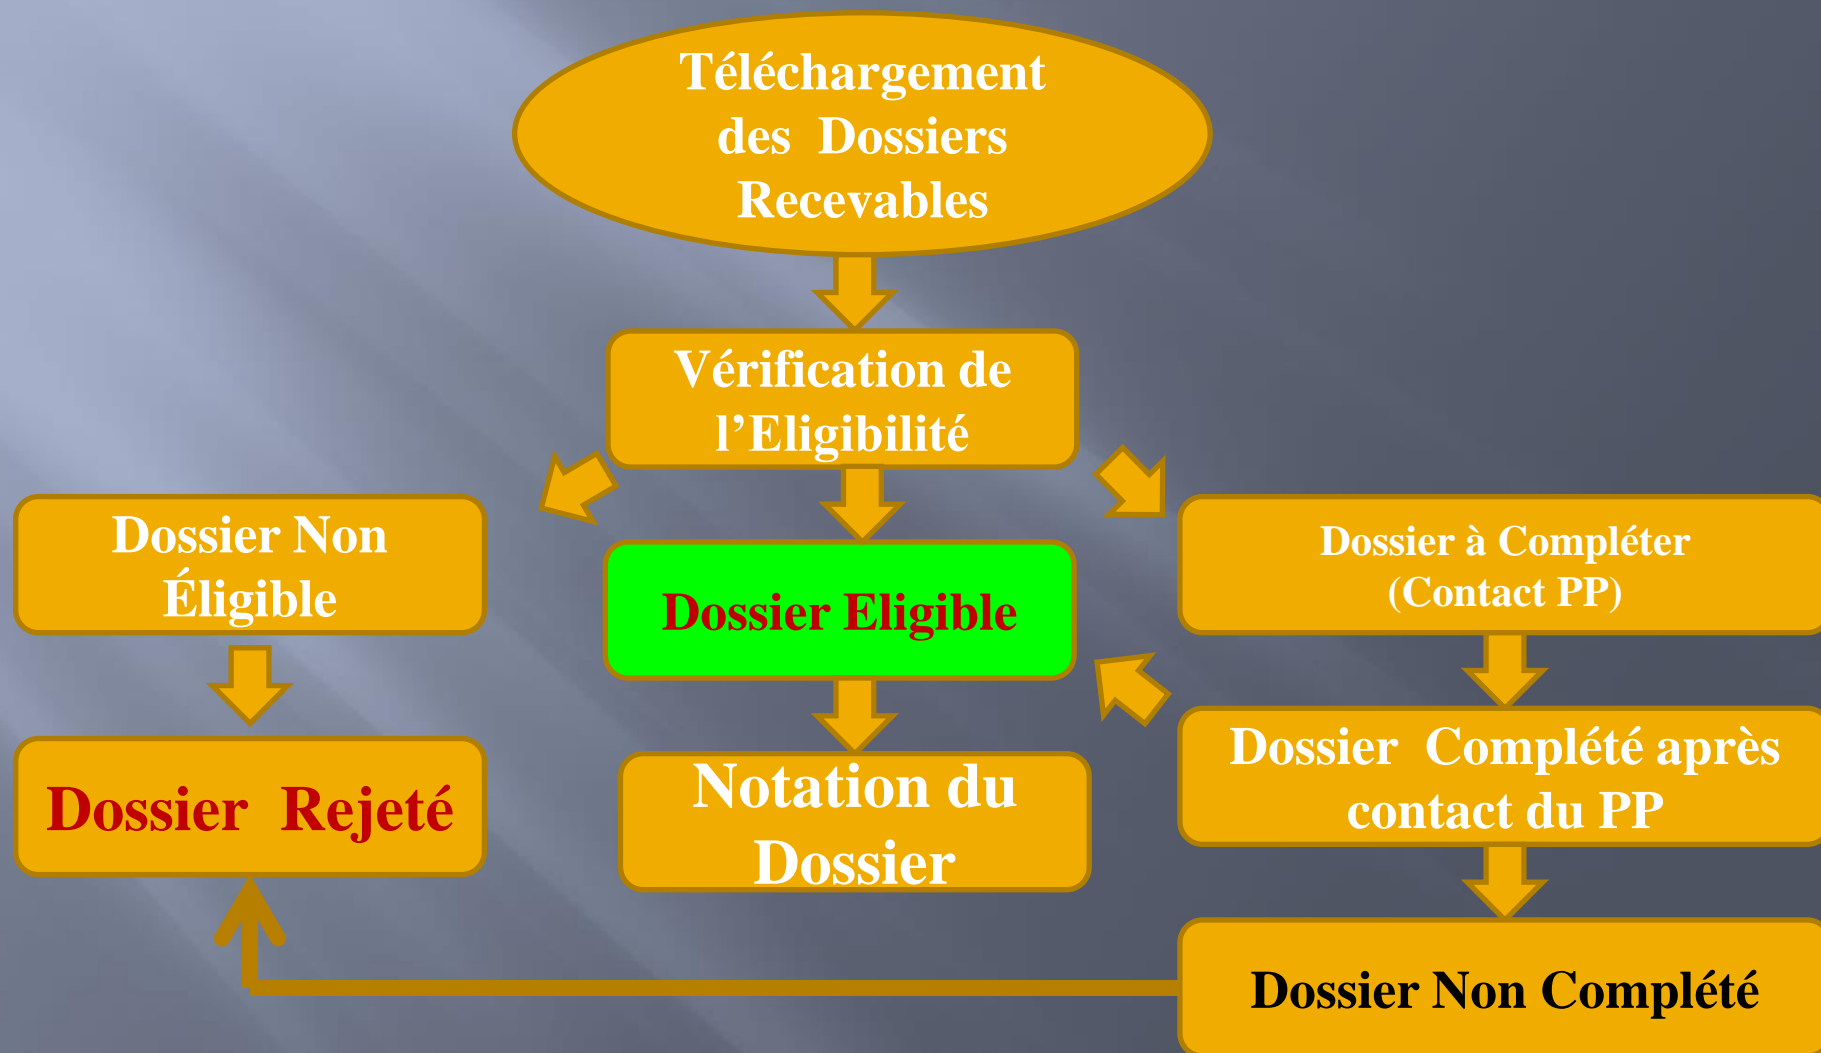 Téléchargement
des Dossiers
Recevables
Vérification de
l’Eligibilité
Dossier Non
Éligible
Dossier Eligible
Dossier à Compléter
(Contact PP)
Dossier Rejeté
Notation du
Dossier
Dossier Complété après
contact du PP
Dossier Non Complété